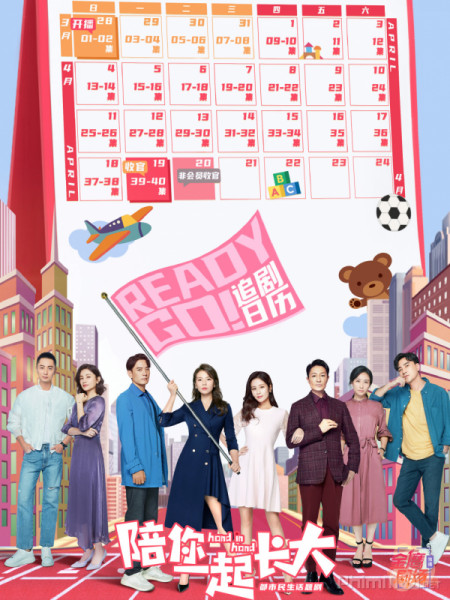 日 一 二 三 四 五 六
3月 开播 28 29 30 31 1 2 3
01-02集 03-04集 05-06集 07-08集 09-10集 11集 12集
APRIL
4月 4 5 6 7 8 9 10
13-14集 15-16集 17-18集 19-20集 21-22集 23集 24集
11 12 13 14 15 16 17
25-26集 27-28集 29-30集 31-32集 33-34集 35集 36集
APRIL
18 收官 19 20 21 22 23 24
37-38集 39-40集 非会员收官
4月
A
B C
READY
GO! 追剧
日历
陪你一起长大
hand in
hand
都市民生活题剧